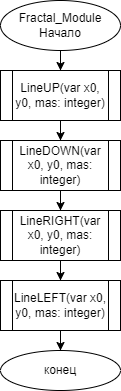 Fractal_Module
Начало
LineUP(var x0,
y0, mas: integer)
LineDOWN(var
x0, y0, mas:
integer)
LineRIGHT(var
x0, y0, mas:
integer)
LineLEFT(var x0,
y0, mas: integer)
конец